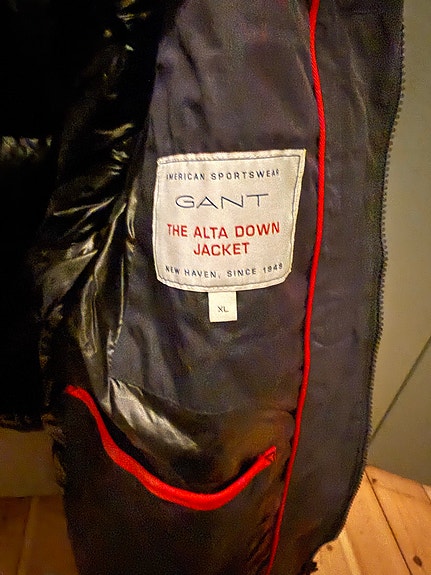 AMERICAN SPORTSWEAR
GANT
THE ALTA DOWN
JACKET
NEW HAVEN, SINCE 1949
XL